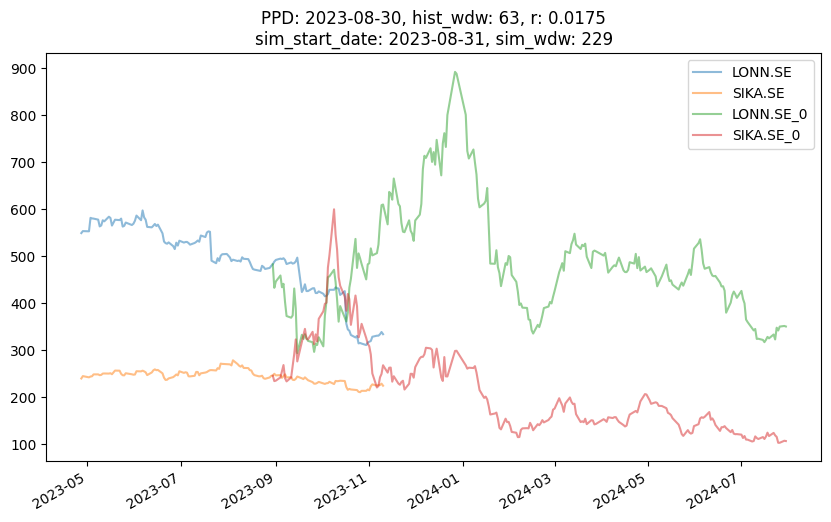 PPD: 2023-08-30, hist_wdw: 63, r: 0.0175
sim_start_date: 2023-08-31, sim_wdw: 229
900
800
700
600
500
400
300
200
100
LONN.SE
SIKA.SE
LONN.SE_0
SIKA.SE_0
2023-05
2023-07
2023-09
2023-11
2024-01
2024-03
2024-05
2024-07